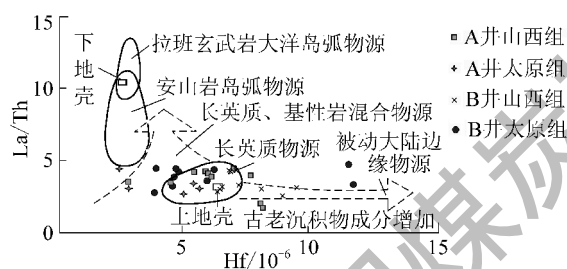 下地壳
拉班玄武岩大洋岛弧物源
安山岩岛弧物源
长英质、基性岩混合物源
长英质物源
被动大陆边缘物源
上地壳
古老沉积物成分增加
La/Th
15
10
5
0
5
10
15
Hf/10⁻⁶
A井山西组
A井太原组
B井山西组
B井太原组
煤炭